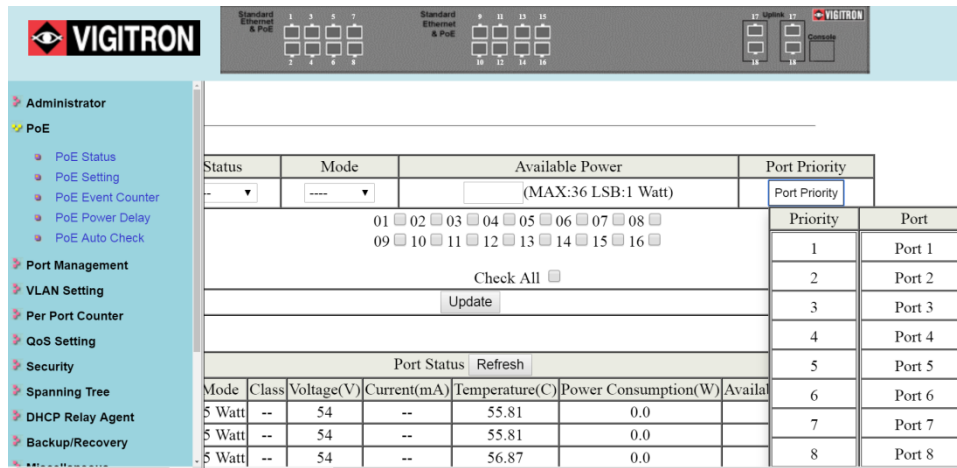 VIGITRON
Standard Ethernet & PoE
1 3 5 7
2 4 6 8
Standard Ethernet & PoE
9 11 13 15
10 12 14 16
17 Uplink 17
18 18
VIGITRON
Console
Administrator
PoE
PoE Status
PoE Setting
PoE Event Counter
PoE Power Delay
PoE Auto Check
Port Management
VLAN Setting
Per Port Counter
QoS Setting
Security
Spanning Tree
DHCP Relay Agent
Backup/Recovery
Status Mode Available Power Port Priority
-- ---- (MAX:36 LSB:1 Watt) Port Priority
01 02 03 04 05 06 07 08
09 10 11 12 13 14 15 16
Check All
Update
Priority Port
1 Port 1
2 Port 2
3 Port 3
4 Port 4
5 Port 5
6 Port 6
7 Port 7
8 Port 8
Port Status Refresh
Mode Class Voltage(V) Current(mA) Temperature(C) Power Consumption(W) Availal
5 Watt -- 54 -- 55.81 0.0
5 Watt -- 54 -- 55.81 0.0
5 Watt -- 54 -- 56.87 0.0